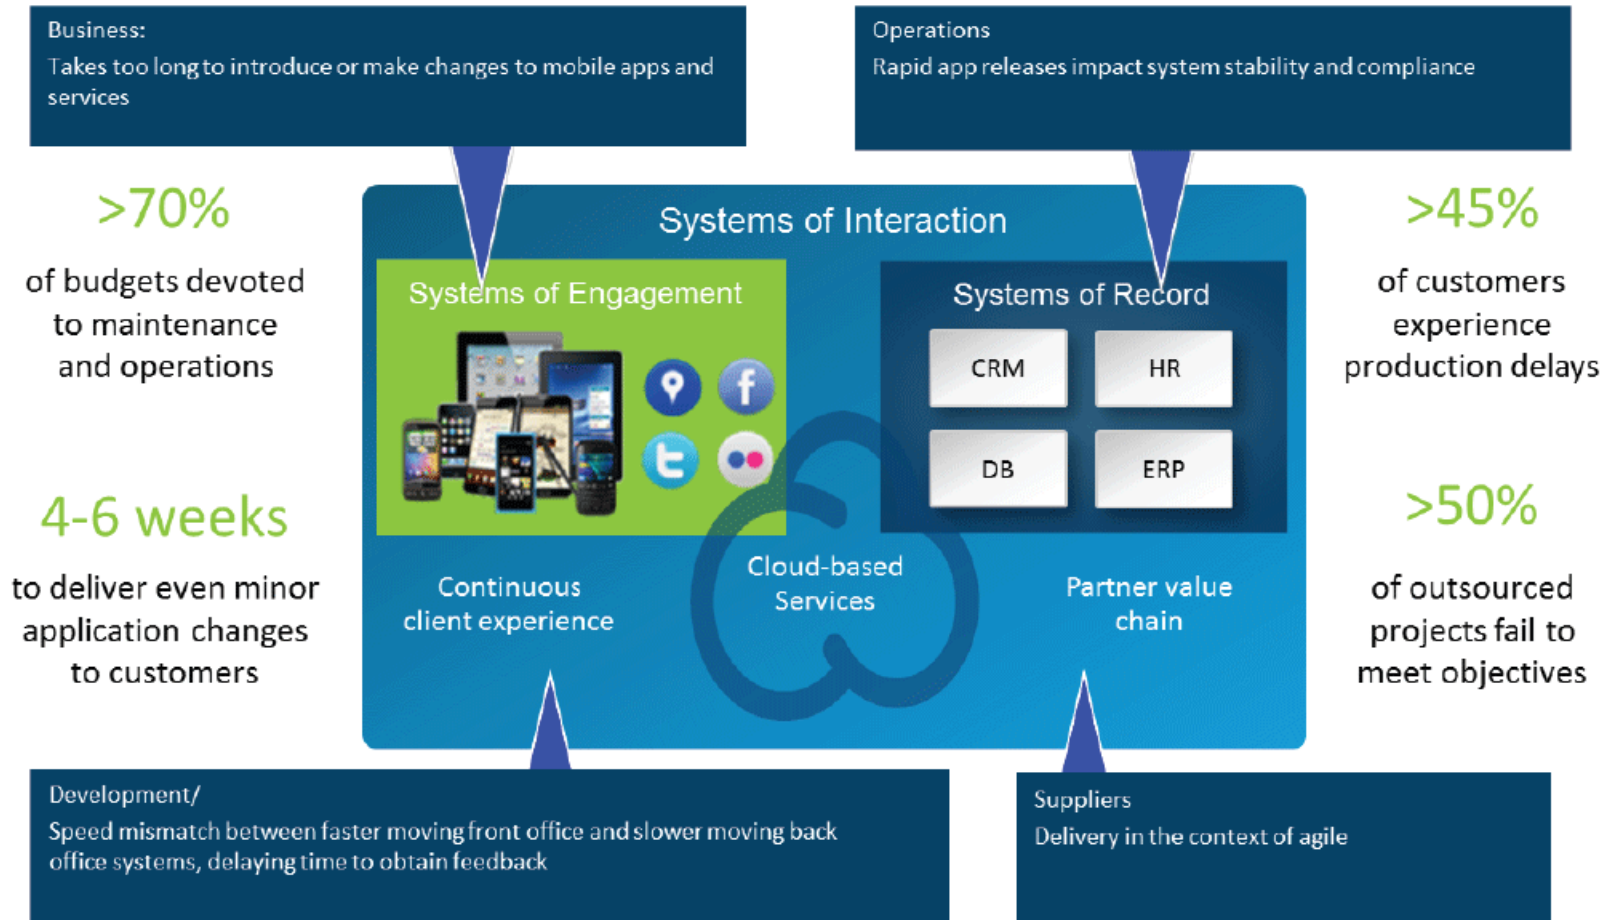 Business:
Takes too long to introduce or make changes to mobile apps and
services
Operations
Rapid app releases impact system stability and compliance
>70%
of budgets devoted
to maintenance
and operations
4-6 weeks
to deliver even minor
application changes
to customers
Systems of Interaction
Systems of Engagement
f
t
Systems of Record
CRM
HR
DB
ERP
Continuous
client experience
Cloud-based
Services
Partner value
chain
>45%
of customers
experience
production delays
>50%
of outsourced
projects fail to
meet objectives
Development/
Speed mismatch between faster moving front office and slower moving back
office systems, delaying time to obtain feedback
Suppliers
Delivery in the context of agile